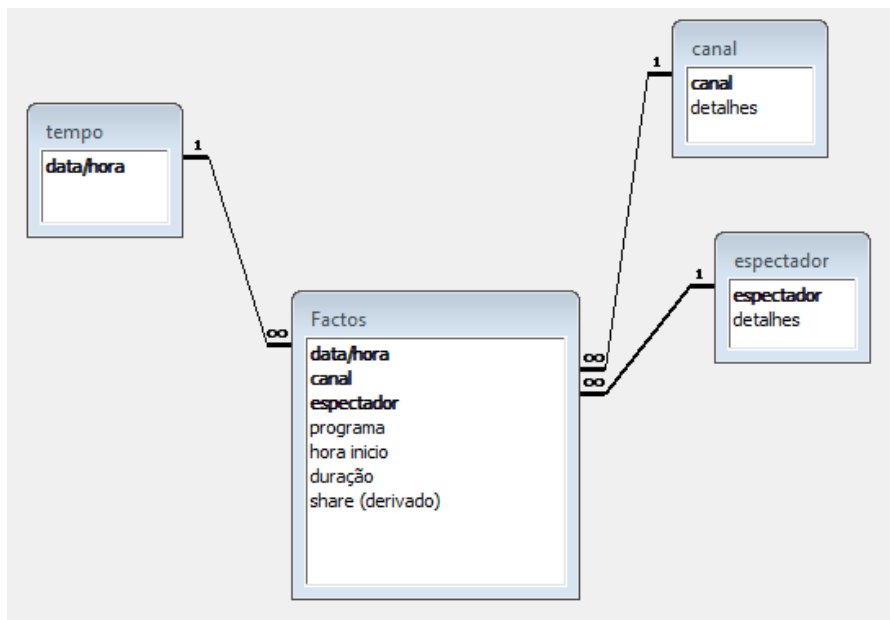 canal
canal
detalhes
1
tempo
data/hora
1
espectador
espectador
detalhes
1
Factos
data/hora
canal
espectador
programa
hora inicio
duração
share (derivado)
∞
∞
∞